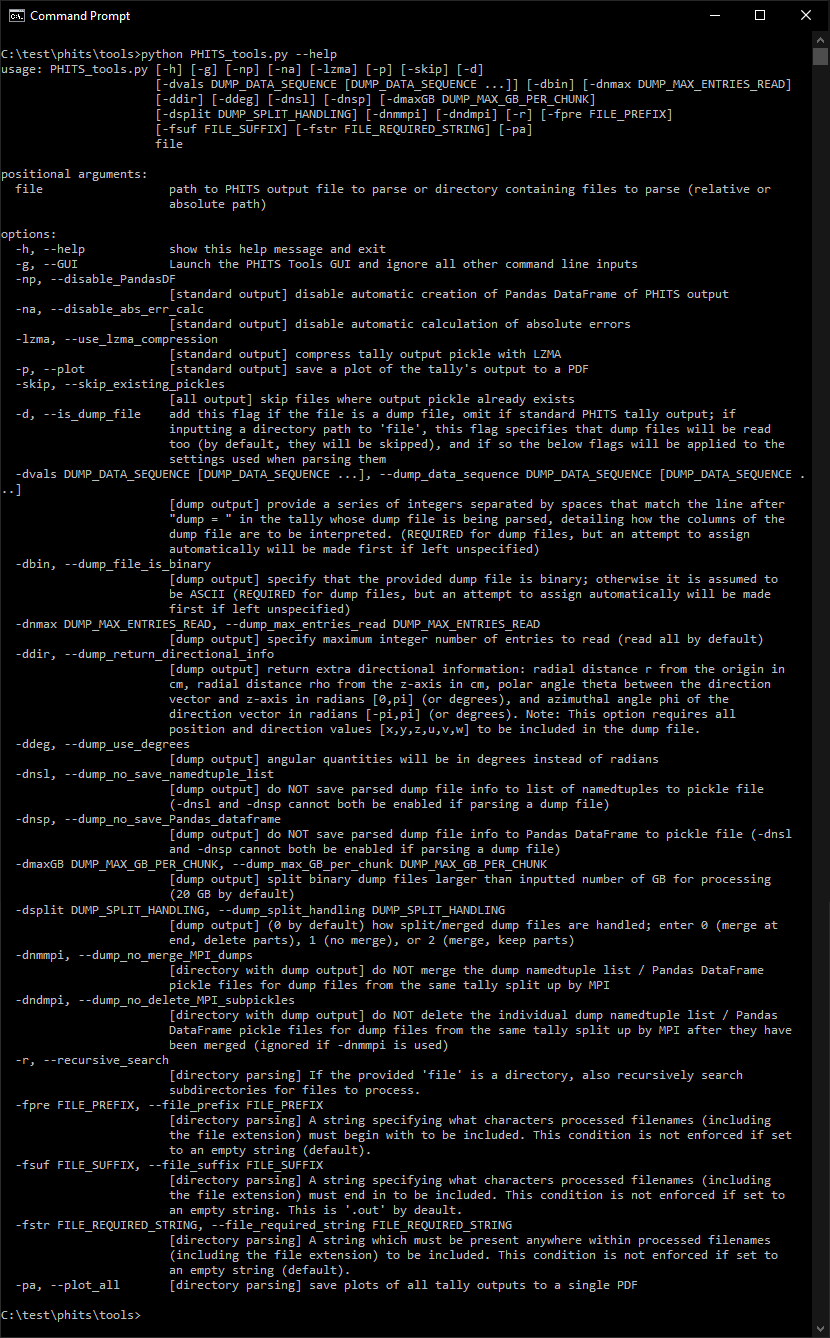 Command Prompt
C:\test\phits\tools>python PHITS_tools.py --help
usage: PHITS_tools.py [-h] [-g] [-np] [-na] [-lzma] [-p] [-skip] [-d]
[-dvals DUMP_DATA_SEQUENCE [DUMP_DATA_SEQUENCE ...]] [-dbin] [-dnmax DUMP_MAX_ENTRIES_READ]
[-ddir] [-ddeg] [-dnsl] [-dnsp] [-dmaxGB DUMP_MAX_GB_PER_CHUNK]
[-dsplit DUMP_SPLIT_HANDLING] [-dnmmpi] [-dndmpi] [-r] [-fpre FILE_PREFIX]
[-fsuf FILE_SUFFIX] [-fstr FILE_REQUIRED_STRING] [-pa]
file
positional arguments:
file path to PHITS output file to parse or directory containing files to parse (relative or
absolute path)
options:
-h, --help show this help message and exit
-g, --GUI Launch the PHITS Tools GUI and ignore all other command line inputs
-np, --disable_PandasDF
[standard output] disable automatic creation of Pandas DataFrame of PHITS output
-na, --disable_abs_err_calc
[standard output] disable automatic calculation of absolute errors
-lzma, --use_lzma_compression
[standard output] compress tally output pickle with LZMA
-p, --plot [standard output] save a plot of the tally's output to a PDF
-skip, --skip_existing_pickles
[all output] skip files where output pickle already exists
-d, --is_dump_file add this flag if the file is a dump file, omit if standard PHITS tally output; if
inputting a directory path to 'file', this flag specifies that dump files will be read
too (by default, they will be skipped), and if so the below flags will be applied to the
settings used when parsing them
-dvals DUMP_DATA_SEQUENCE [DUMP_DATA_SEQUENCE ...], --dump_data_sequence DUMP_DATA_SEQUENCE [DUMP_DATA_SEQUENCE .
..]
[dump output] provide a series of integers separated by spaces that match the line after
"dump = " in the tally whose dump file is being parsed, detailing how the columns of the
dump file are to be interpreted. (REQUIRED for dump files, but an attempt to assign
automatically will be made first if left unspecified)
-dbin, --dump_file_is_binary
[dump output] specify that the provided dump file is binary; otherwise it is assumed to
be ASCII (REQUIRED for dump files, but an attempt to assign automatically will be made
first if left unspecified)
-dnmax DUMP_MAX_ENTRIES_READ, --dump_max_entries_read DUMP_MAX_ENTRIES_READ
[dump output] specify maximum integer number of entries to read (read all by default)
-ddir, --dump_return_directional_info
[dump output] return extra directional information: radial distance r from the origin in
cm, radial distance rho from the z-axis in cm, polar angle theta between the direction
vector and z-axis in radians [0,pi] (or degrees), and azimuthal angle phi of the
direction vector in radians [-pi,pi] (or degrees). Note: This option requires all
position and direction values [x,y,z,u,v,w] to be included in the dump file.
-ddeg, --dump_use_degrees
[dump output] angular quantities will be in degrees instead of radians
-dnsl, --dump_no_save_namedtuple_list
[dump output] do NOT save parsed dump file info to list of namedtuples to pickle file
(-dnsl and -dnsp cannot both be enabled if parsing a dump file)
-dnsp, --dump_no_save_Pandas_dataframe
[dump output] do NOT save parsed dump file info to Pandas DataFrame to pickle file (-dnsl
and -dnsp cannot both be enabled if parsing a dump file)
-dmaxGB DUMP_MAX_GB_PER_CHUNK, --dump_max_GB_per_chunk DUMP_MAX_GB_PER_CHUNK
[dump output] split binary dump files larger than inputted number of GB for processing
(20 GB by default)
-dsplit DUMP_SPLIT_HANDLING, --dump_split_handling DUMP_SPLIT_HANDLING
[dump output] (0 by default) how split/merged dump files are handled; enter 0 (merge at
end, delete parts), 1 (no merge), or 2 (merge, keep parts)
-dnmmpi, --dump_no_merge_MPI_dumps
[directory with dump output] do NOT merge the dump namedtuple list / Pandas DataFrame
pickle files for dump files from the same tally split up by MPI
-dndmpi, --dump_no_delete_MPI_subpickles
[directory with dump output] do NOT delete the individual dump namedtuple list / Pandas
DataFrame pickle files for dump files from the same tally split up by MPI after they have
been merged (ignored if -dnmmpi is used)
-r, --recursive_search
[directory parsing] If the provided 'file' is a directory, also recursively search
subdirectories for files to process.
-fpre FILE_PREFIX, --file_prefix FILE_PREFIX
[directory parsing] A string specifying what characters processed filenames (including
the file extension) must begin with to be included. This condition is not enforced if set
to an empty string (default).
-fsuf FILE_SUFFIX, --file_suffix FILE_SUFFIX
[directory parsing] A string specifying what characters processed filenames (including
the file extension) must end in to be included. This condition is not enforced if set to
an empty string. This is '.out' by deault.
-fstr FILE_REQUIRED_STRING, --file_required_string FILE_REQUIRED_STRING
[directory parsing] A string which must be present anywhere within processed filenames
(including the file extension) to be included. This condition is not enforced if set to
an empty string (default).
-pa, --plot_all [directory parsing] save plots of all tally outputs to a single PDF
C:\test\phits\tools>